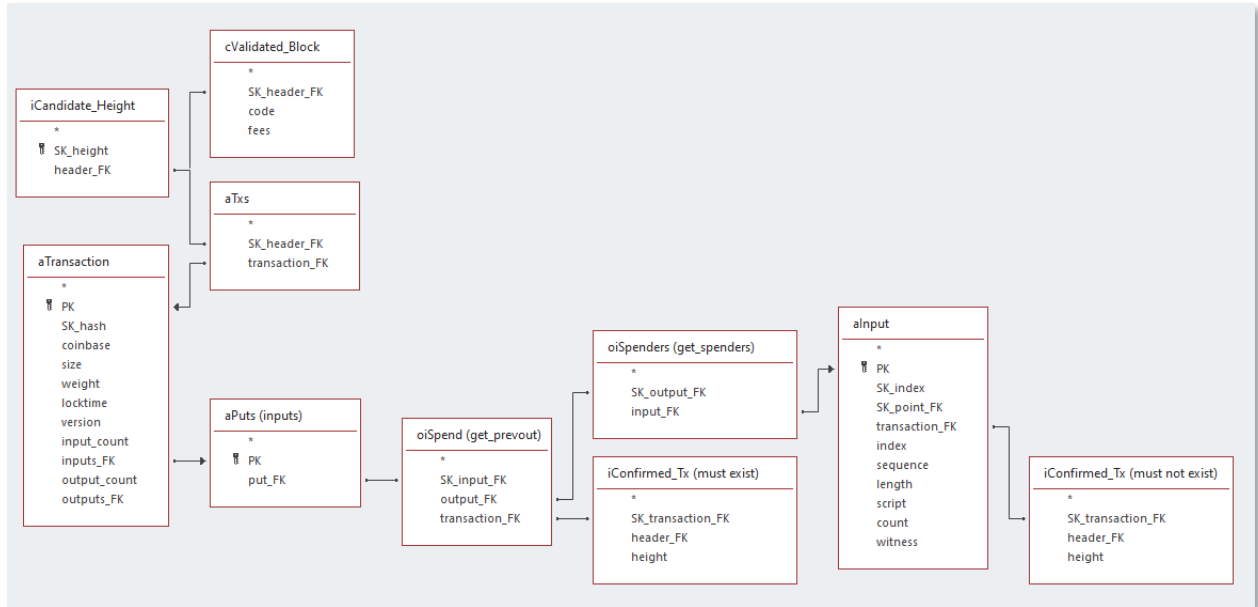 cValidated_Block
*
SK_header_FK
code
fees
iCandidate_Height
*
SK_height
header_FK
aTxs
*
SK_header_FK
transaction_FK
aTransaction
*
PK
SK_hash
coinbase
size
weight
locktime
version
input_count
inputs_FK
output_count
outputs_FK
aPuts (inputs)
*
PK
put_FK
oiSpend (get_prevout)
*
SK_input_FK
output_FK
transaction_FK
oiSpenders (get_spenders)
*
SK_output_FK
input_FK
iConfirmed_Tx (must exist)
*
SK_transaction_FK
header_FK
height
aInput
*
PK
SK_index
SK_point_FK
transaction_FK
index
sequence
length
script
count
witness
iConfirmed_Tx (must not exist)
*
SK_transaction_FK
header_FK
height